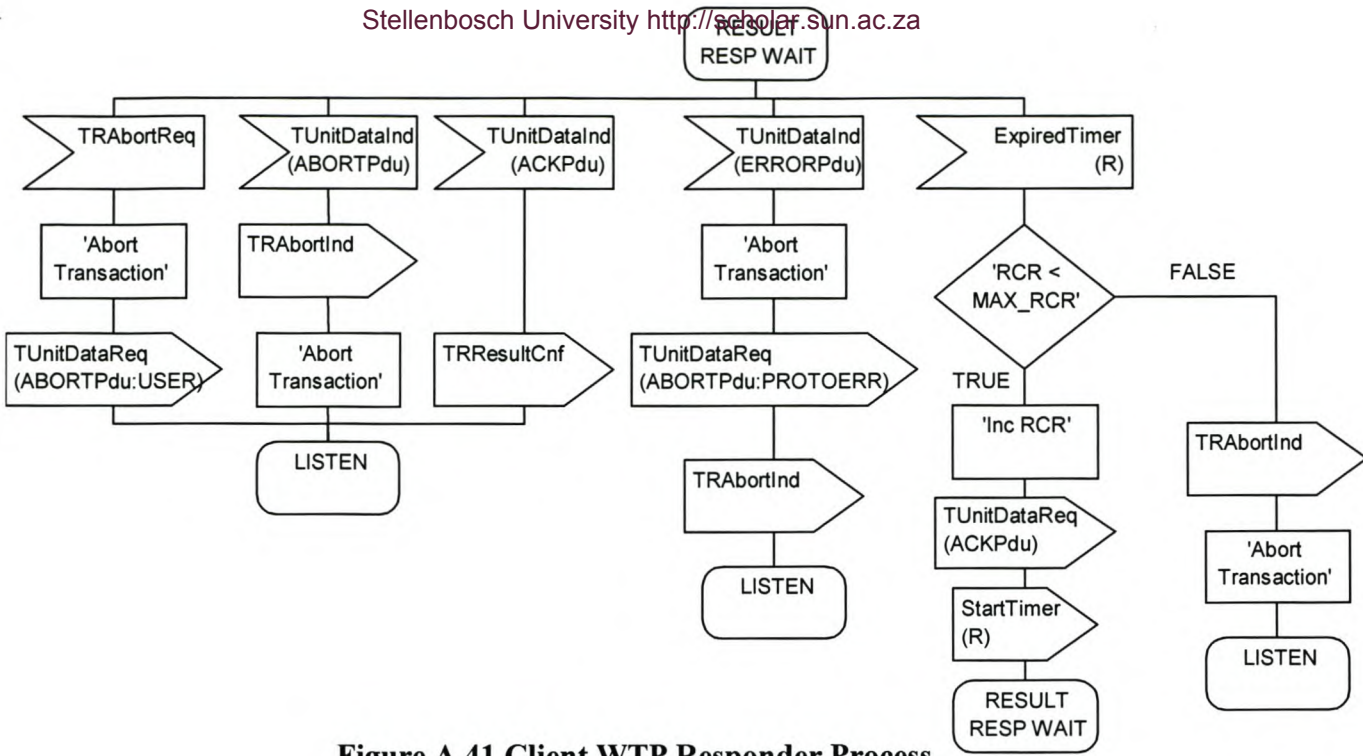 Stellenbosch University http://scholar.sun.ac.za
RESULT
RESP WAIT
TRAbortReq
TUnitDataInd
(ABORTPdu)
TUnitDataInd
(ACKPdu)
TUnitDataInd
(ERRORPdu)
ExpiredTimer
(R)
'Abort
Transaction'
TRAbortInd
'Abort
Transaction'
'RCR <
MAX_RCR'
FALSE
TUnitDataReq
(ABORTPdu:USER)
'Abort
Transaction'
TRResultCnf
TUnitDataReq
(ABORTPdu:PROTOERR)
TRUE
'Inc RCR'
TRAbortInd
LISTEN
TRAbortInd
TUnitDataReq
(ACKPdu)
'Abort
Transaction'
LISTEN
StartTimer
(R)
LISTEN
RESULT
RESP WAIT
Figure A.41 Client WTP Responder Process